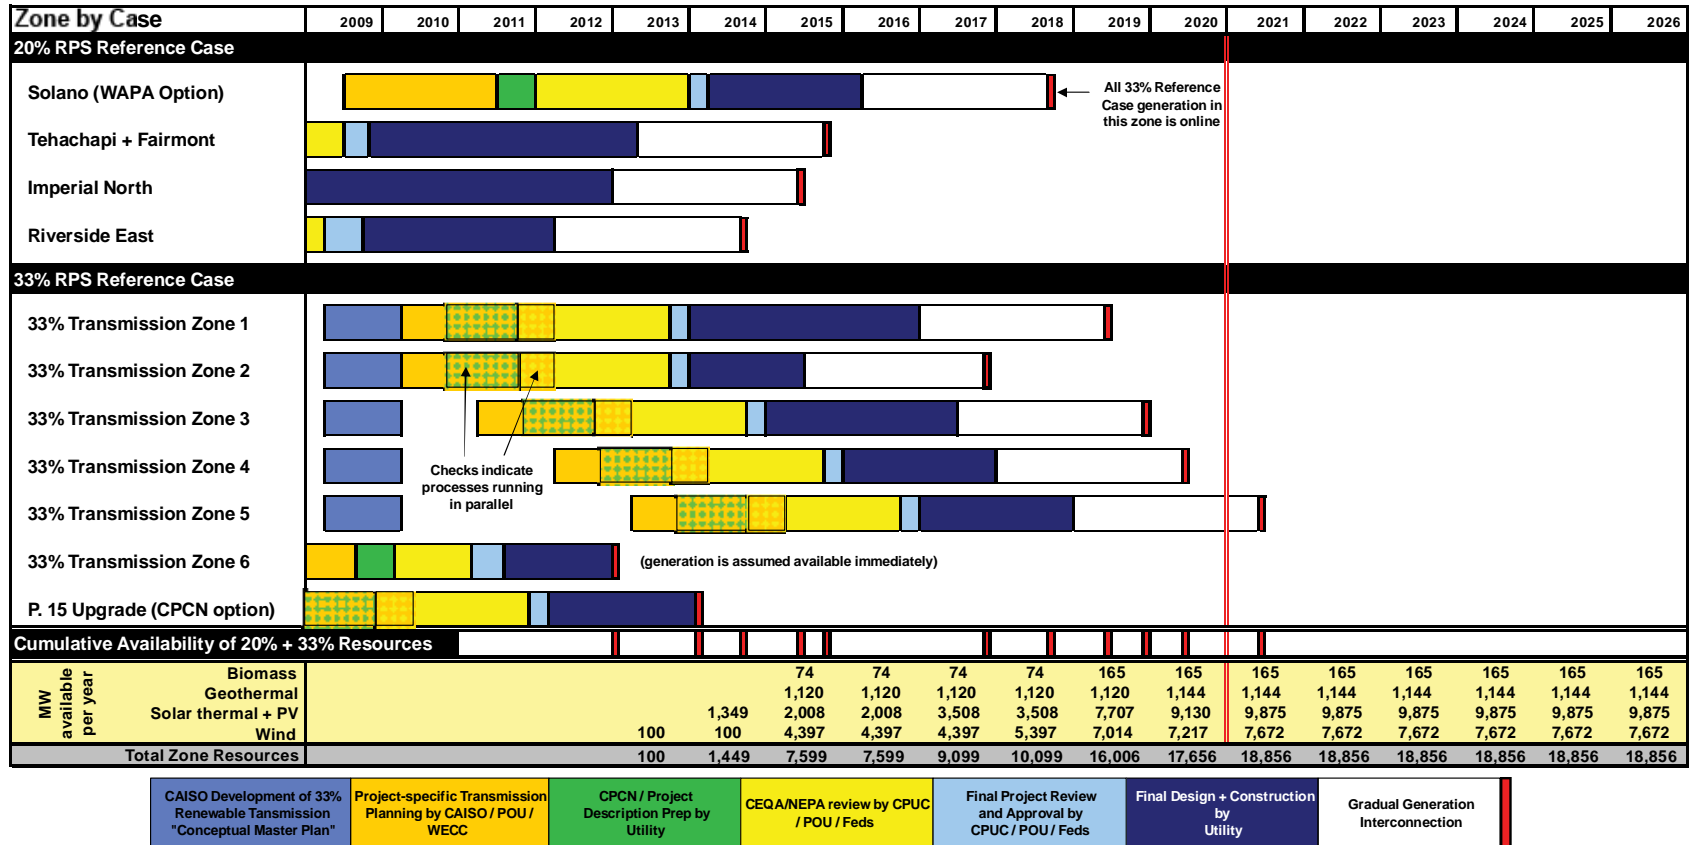 Zone by Case 2009 2010 2011 2012 2013 2014 2015 2016 2017 2018 2019 2020 2021 2022 2023 2024 2025 2026
20% RPS Reference Case
Solano (WAPA Option)
All 33% Reference
Case generation in
this zone is online
Tehachapi + Fairmont
Imperial North
Riverside East
33% RPS Reference Case
33% Transmission Zone 1
33% Transmission Zone 2
33% Transmission Zone 3
33% Transmission Zone 4
Checks indicate
processes running
in parallel
33% Transmission Zone 5
33% Transmission Zone 6 (generation is assumed available immediately)
P. 15 Upgrade (CPCN option)
Cumulative Availability of 20% + 33% Resources
MW
available
per year
Biomass 74 74 74 74 165 165 165 165 165 165 165 165
Geothermal 1,120 1,120 1,120 1,120 1,120 1,144 1,144 1,144 1,144 1,144 1,144 1,144
Solar thermal + PV 1,349 2,008 2,008 3,508 3,508 7,707 9,130 9,875 9,875 9,875 9,875 9,875 9,875
Wind 100 100 4,397 4,397 4,397 5,397 7,014 7,217 7,672 7,672 7,672 7,672 7,672 7,672
Total Zone Resources 100 1,449 7,599 7,599 9,099 10,099 16,006 17,656 18,856 18,856 18,856 18,856 18,856 18,856
CAISO Development of 33%
Renewable Tansmission
"Conceptual Master Plan"
Project-specific Transmission
Planning by CAISO / POU /
WECC
CPCN / Project
Description Prep by
Utility
CEQA/NEPA review by CPUC
/ POU / Feds
Final Project Review
and Approval by
CPUC / POU / Feds
Final Design + Construction
by
Utility
Gradual Generation
Interconnection